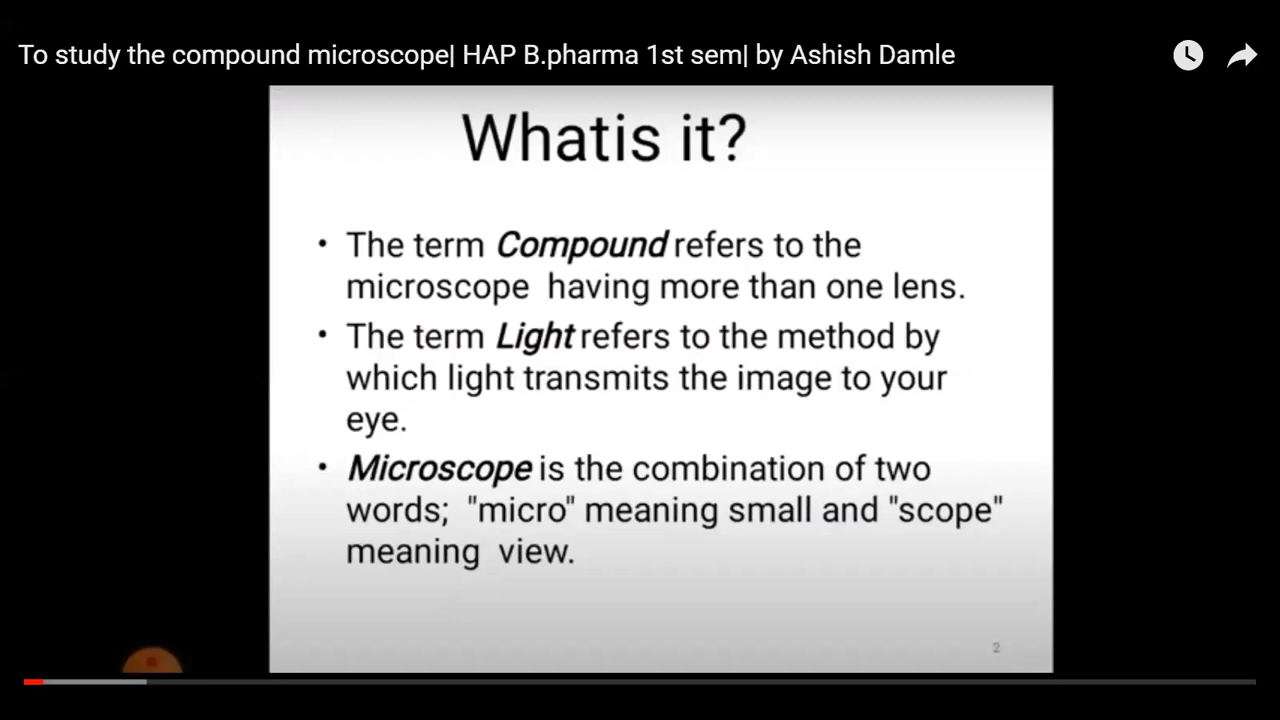 To study the compound microscope| HAP B.pharma 1st sem| by Ashish Damle
Whatis it?
• The term Compound refers to the
microscope having more than one lens.
• The term Light refers to the method by
which light transmits the image to your
eye.
• Microscope is the combination of two
words; "micro" meaning small and "scope"
meaning view.
2